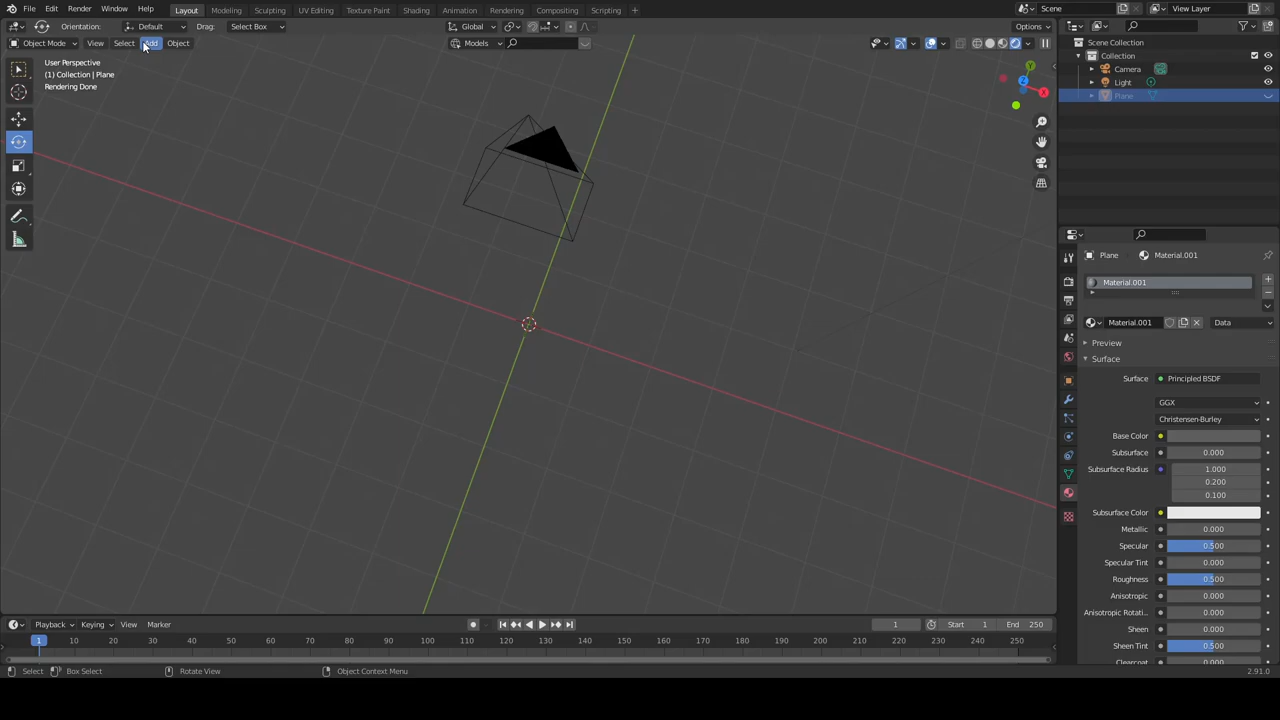 File Edit Render Window Help Layout Modeling Sculpting UV Editing Texture Paint Shading Animation Rendering Compositing Scripting + Scene View Layer
Orientation: Default Drag: Select Box Global Options
Object Mode View Select Add Object Models
User Perspective
(1) Collection | Plane
Rendering Done
Y
Z
X
Scene Collection
Collection
Camera
Light
Plane
Plane Material.001
Material.001
Material.001 Data
Preview
Surface
Surface Principled BSDF
GGX
Christensen-Burley
Base Color
Subsurface 0.000
Subsurface Radius 1.000
0.200
0.100
Subsurface Color
Metallic 0.000
Specular 0.500
Specular Tint 0.000
Roughness 0.500
Anisotropic 0.000
Anisotropic Rotati... 0.000
Sheen 0.000
Sheen Tint 0.500
Clearcoat 0.000
Playback Keying View Marker 1 Start 1 End 250
1 10 20 30 40 50 60 70 80 90 100 110 120 130 140 150 160 170 180 190 200 210 220 230 240 250
Select Box Select Rotate View Object Context Menu 2.91.0